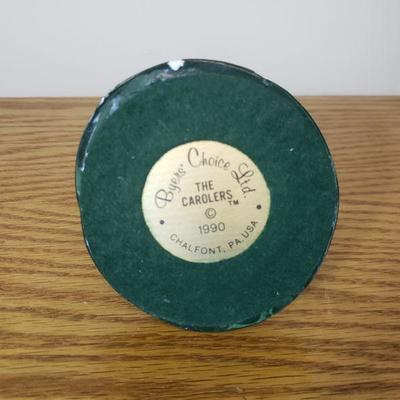 Byers' Choice Ltd.
THE
CAROLERS™
©
1990
• CHALFONT, PA. USA •